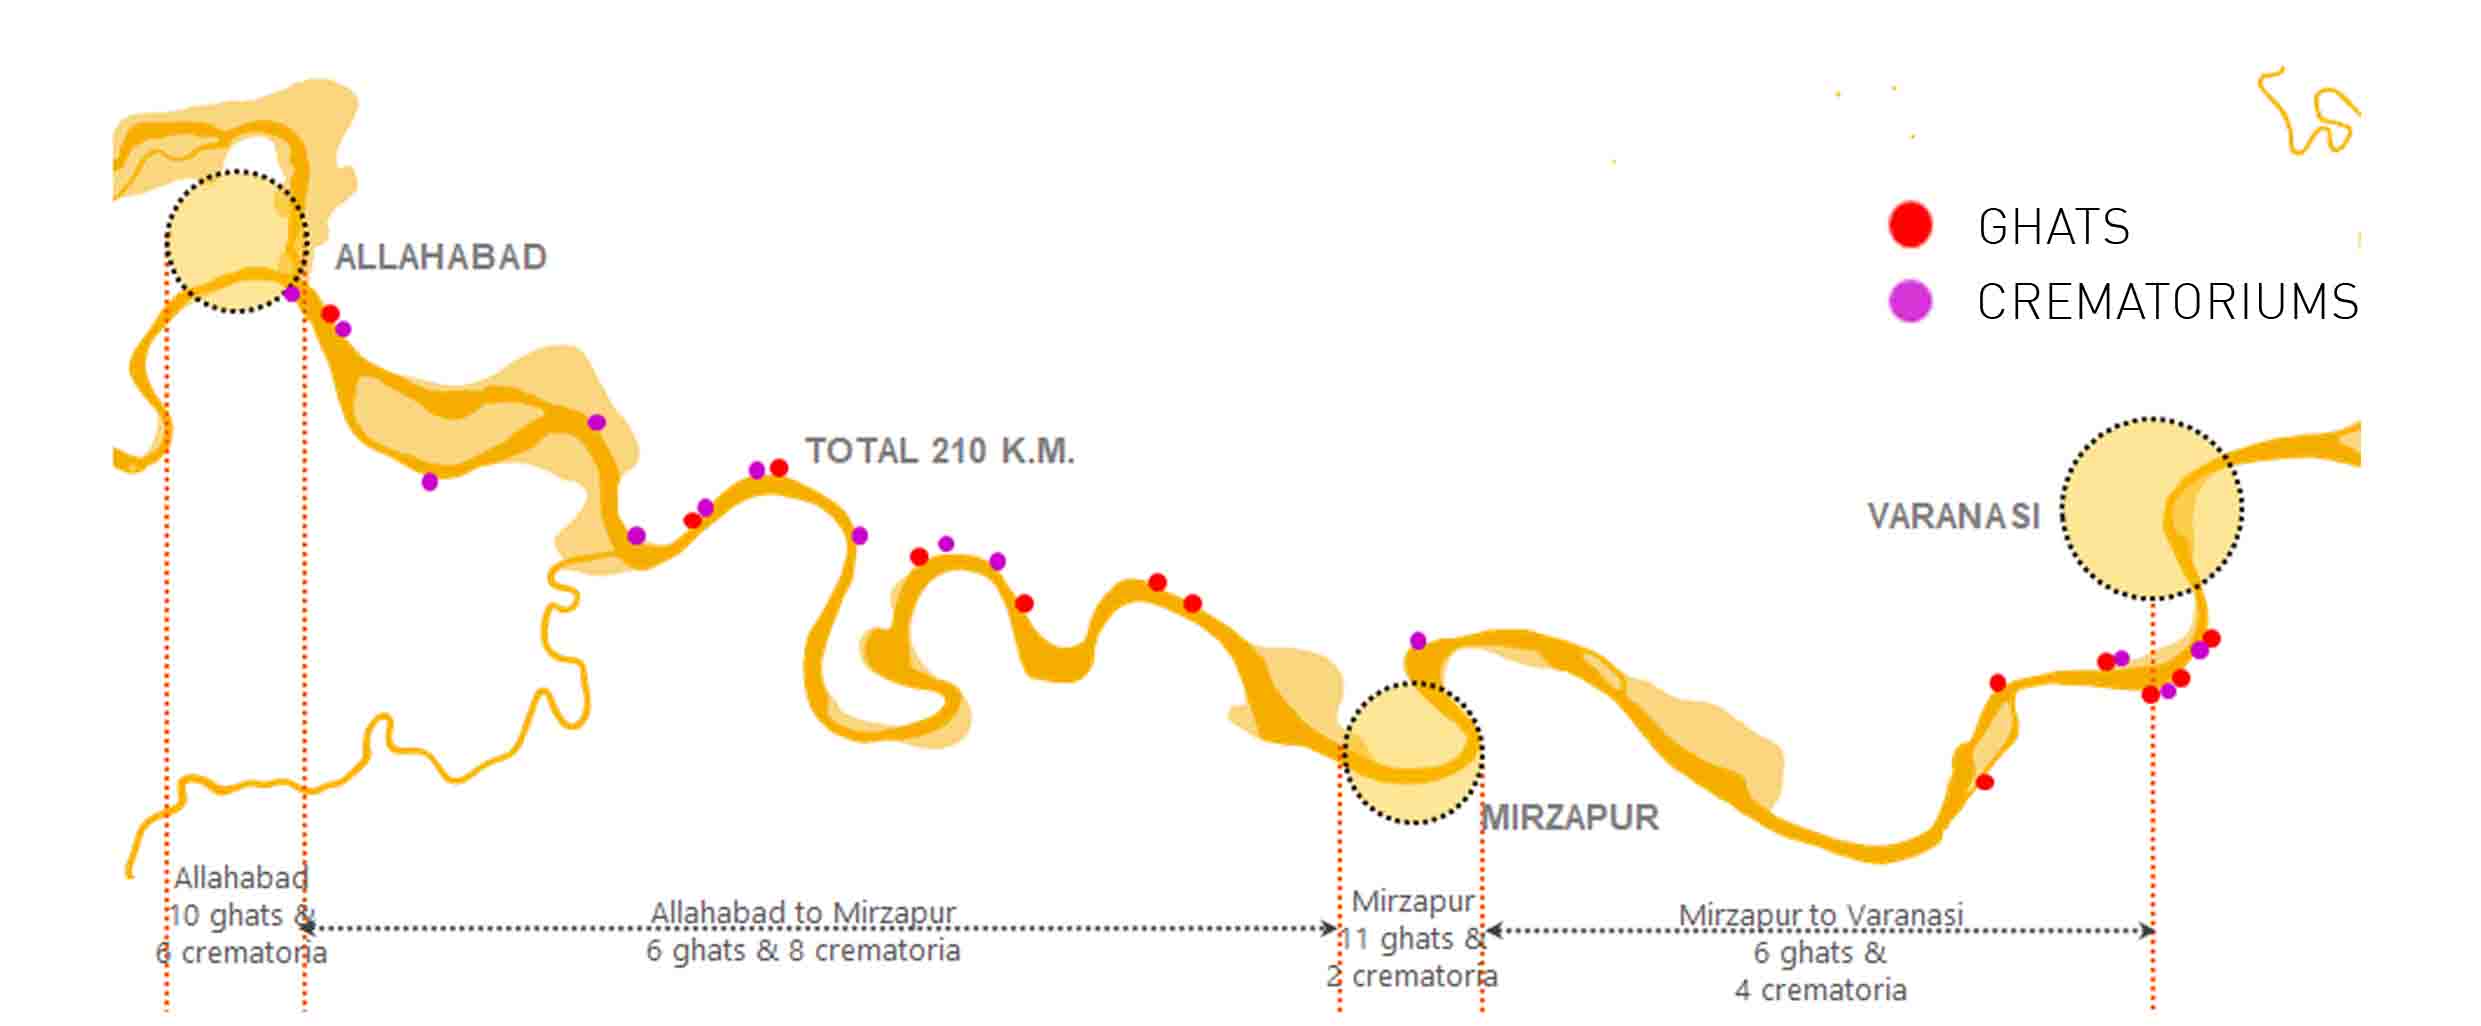 GHATS
ALLAHABAD
CREMATORIUMS
TOTAL 210 K.M.
VARANASI
MIRZAPUR
Allahabad
10 ghats &
6 crematoria
Allahabad to Mirzapur
6 ghats & 8 crematoria
Mirzapur
11 ghats &
2 crematoria
Mirzapur to Varanasi
6 ghats &
4 crematoria